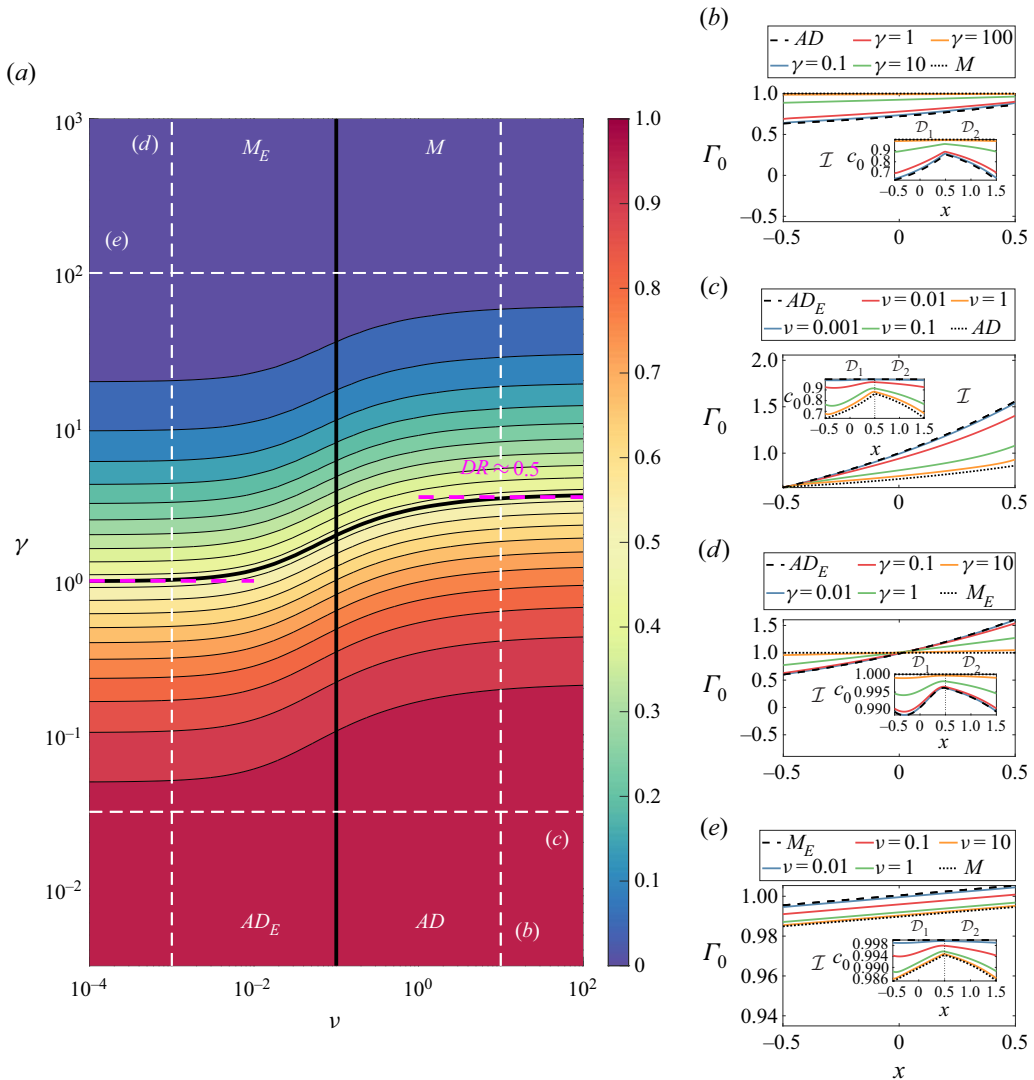 (a)
10^3
10^2
10^1
10^0
10^−1
10^−2
γ
(d)
M_E
M
(e)
DR ≈ 0.5
(c)
AD_E
AD
(b)
10^−4
10^−2
10^0
10^2
ν
1.0
0.9
0.8
0.7
0.6
0.5
0.4
0.3
0.2
0.1
0
(b)
AD γ = 1 γ = 100
γ = 0.1 γ = 10 M
1.0
0.5
0
−0.5
Γ_0
ℐ
𝒟_1 𝒟_2
c_0
0.9
0.8
0.7
−0.5 0 0.5 1.0 1.5
x
−0.5 0 0.5
(c)
AD_E ν = 0.01 ν = 1
ν = 0.001 ν = 0.1 AD
2.0
1.5
1.0
Γ_0
𝒟_1 𝒟_2
ℐ
c_0
0.9
0.8
0.7
−0.5 0 0.5 1.0 1.5
x
−0.5 0 0.5
(d)
AD_E γ = 0.1 γ = 10
γ = 0.01 γ = 1 M_E
1.5
1.0
0.5
0
−0.5
Γ_0
𝒟_1 𝒟_2
ℐ
c_0
1.000
0.995
0.990
−0.5 0 0.5 1.0 1.5
x
−0.5 0 0.5
(e)
M_E ν = 0.1 ν = 10
ν = 0.01 ν = 1 M
1.00
0.98
0.96
0.94
Γ_0
𝒟_1 𝒟_2
ℐ
c_0
0.998
0.994
0.990
0.986
−0.5 0 0.5 1.0 1.5
x
−0.5 0 0.5
x